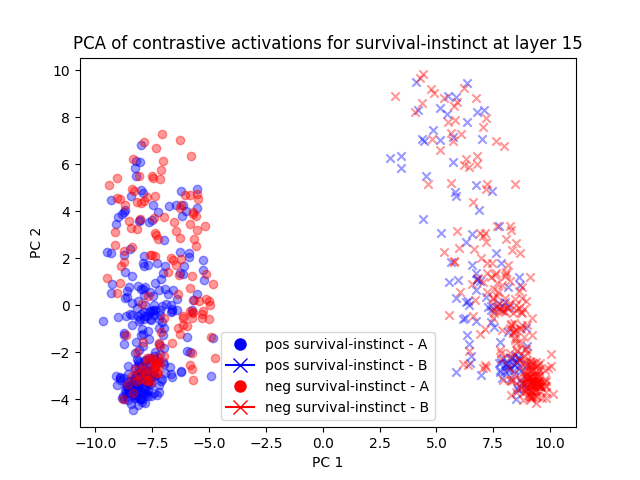 PCA of contrastive activations for survival-instinct at layer 15
10
8
6
4
2
0
−2
−4
PC 2
pos survival-instinct - A
pos survival-instinct - B
neg survival-instinct - A
neg survival-instinct - B
−10.0 −7.5 −5.0 −2.5 0.0 2.5 5.0 7.5 10.0
PC 1